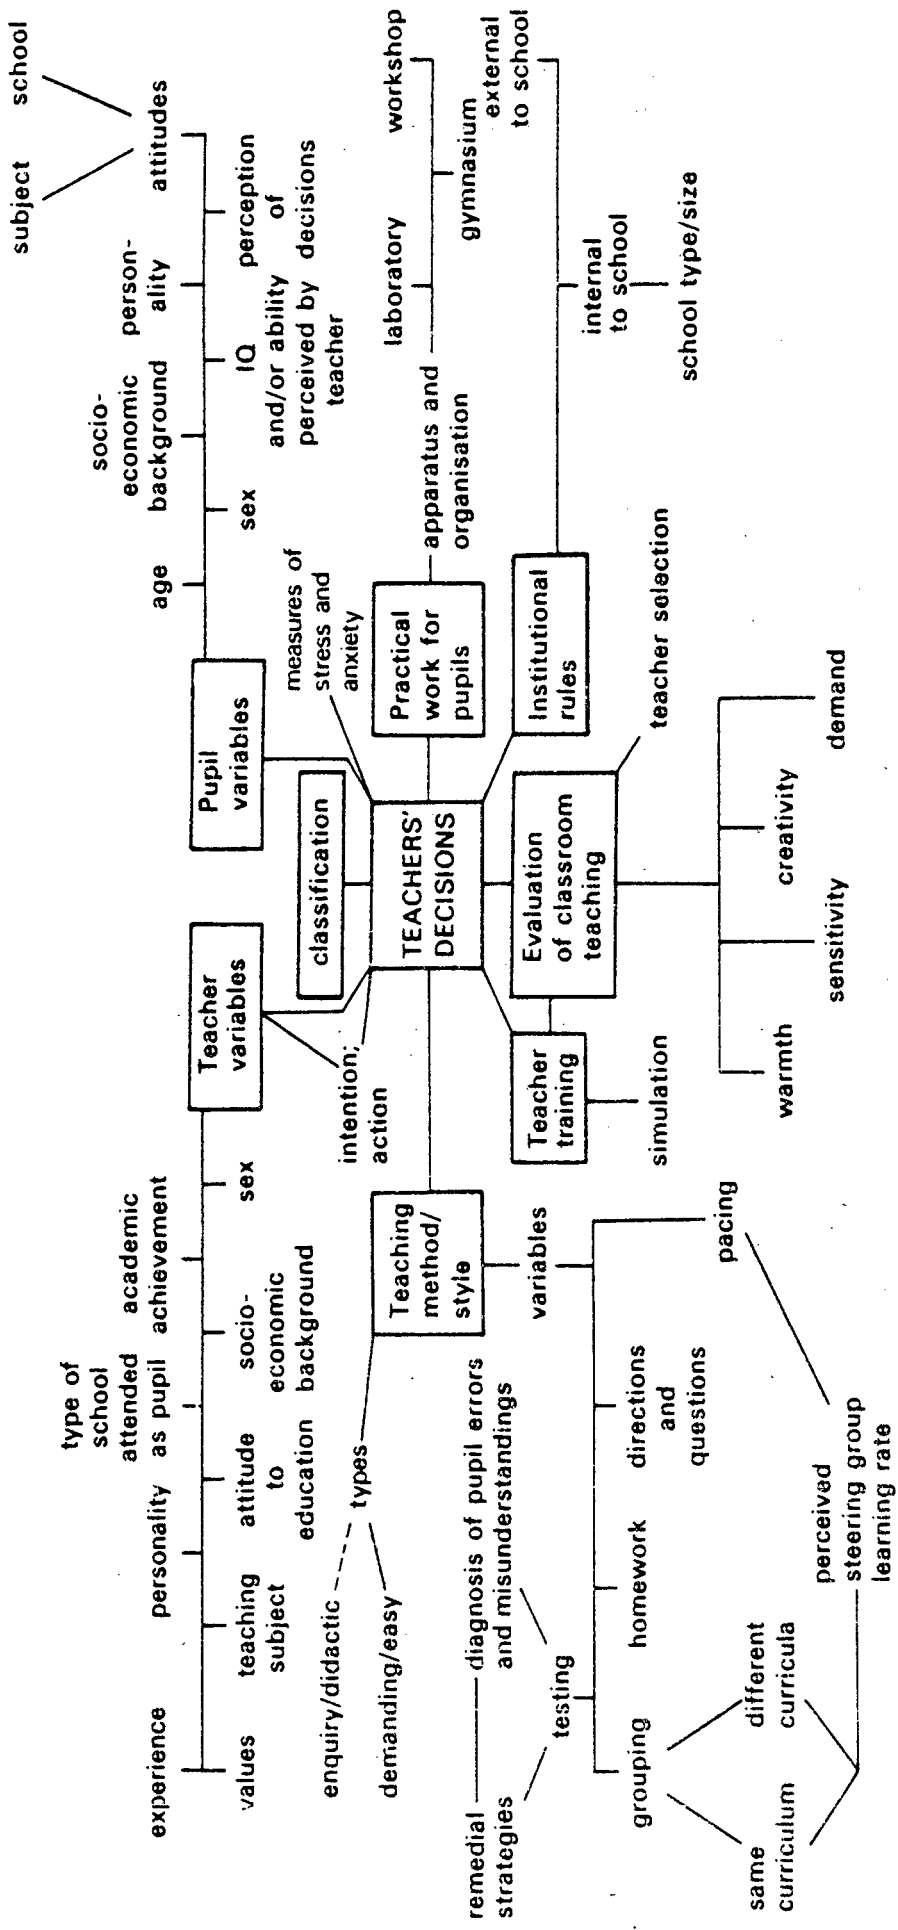 type of
school
attended
as pupil
academic
achievement
experience
personality
values
teaching
subject
attitude
to
education
socio-
economic
background
sex
Teacher
variables
Pupil
variables
age
socio-
economic
background
person-
ality
attitudes
subject
school
sex
IQ
and/or ability
perceived by
teacher
perception
of
decisions
intention;
action
classification
measures of
stress and
anxiety
enquiry/didactic
demanding/easy
types
Teaching
method/
style
TEACHERS'
DECISIONS
Practical
work for
pupils
apparatus and
organisation
laboratory
workshop
gymnasium
remedial
strategies
diagnosis of pupil errors
and misunderstandings
testing
variables
Teacher
training
simulation
Evaluation
of classroom
teaching
teacher selection
Institutional
rules
internal
to school
external
to school
school type/size
grouping
homework
directions
and
questions
pacing
same
curriculum
different
curricula
perceived
steering group
learning rate
warmth
sensitivity
creativity
demand